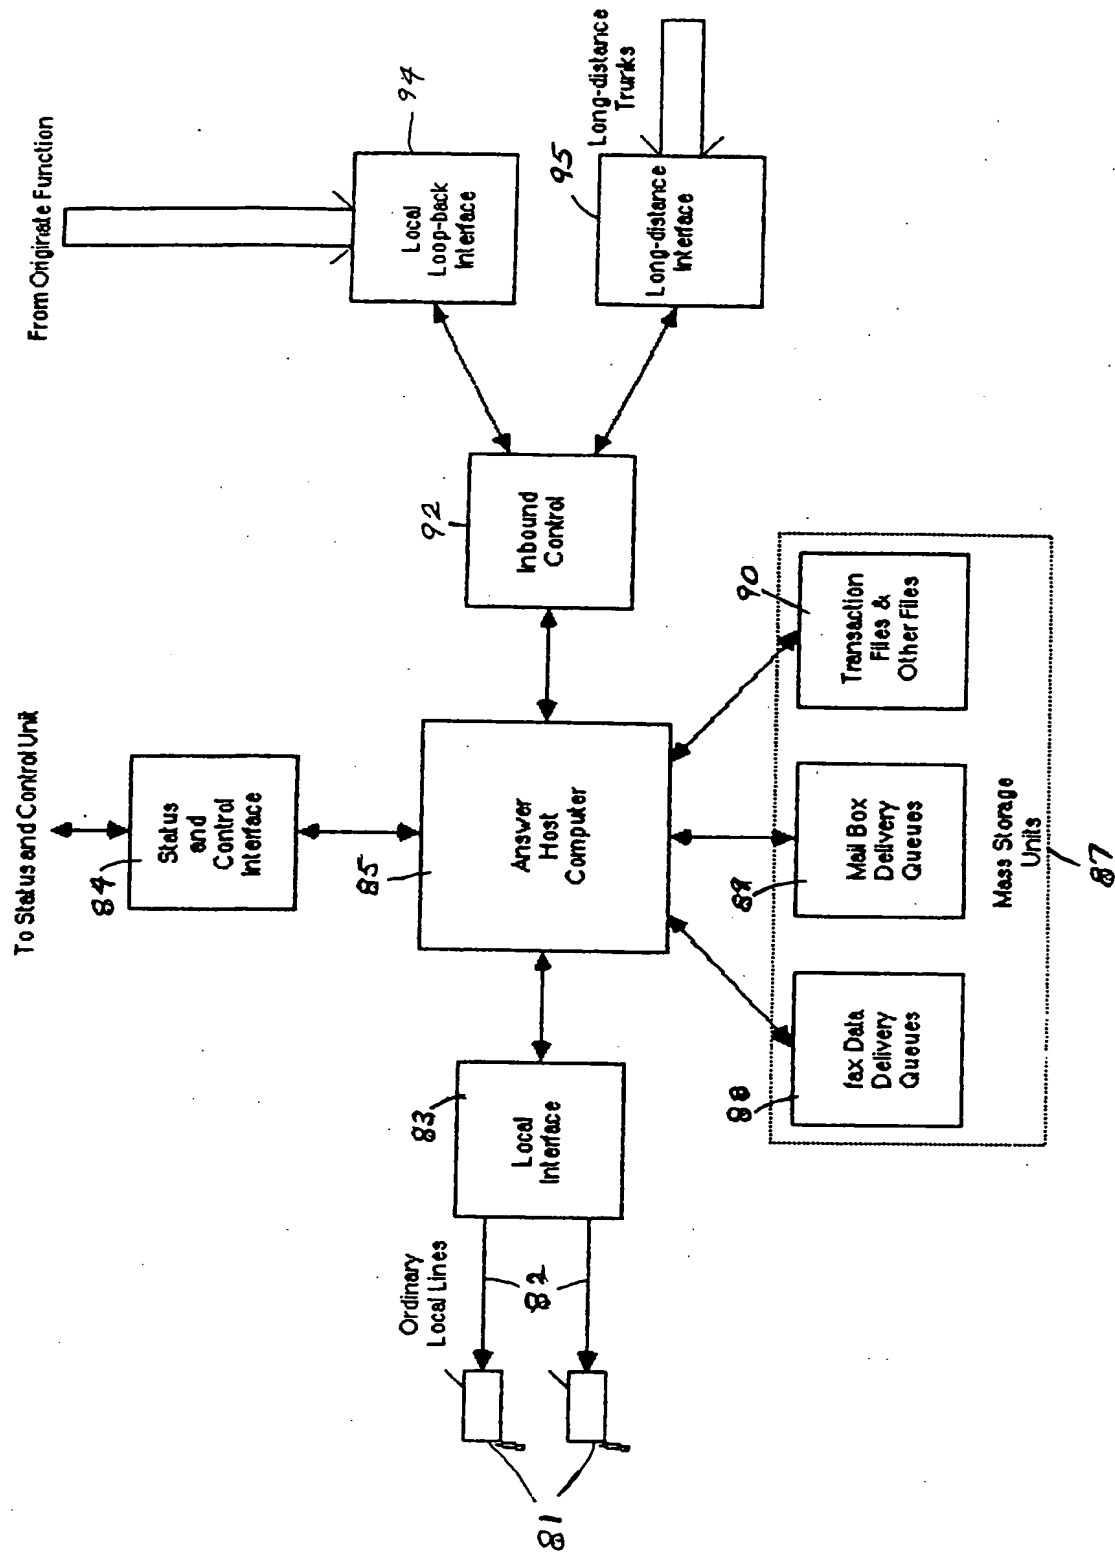 To Status and Control Unit
84
Status
and
Control
Interface
From Originate Function
94
Local
Loop-back
Interface
85
Answer
Host
Computer
92
Inbound
Control
95
Long-distance
Interface
Long-distance
Trunks
Ordinary
Local Lines
81
82
83
Local
Interface
88
fax Data
Delivery
Queues
89
Mail Box
Delivery
Queues
90
Transaction
Files &
Other Files
Mass Storage
Units
87